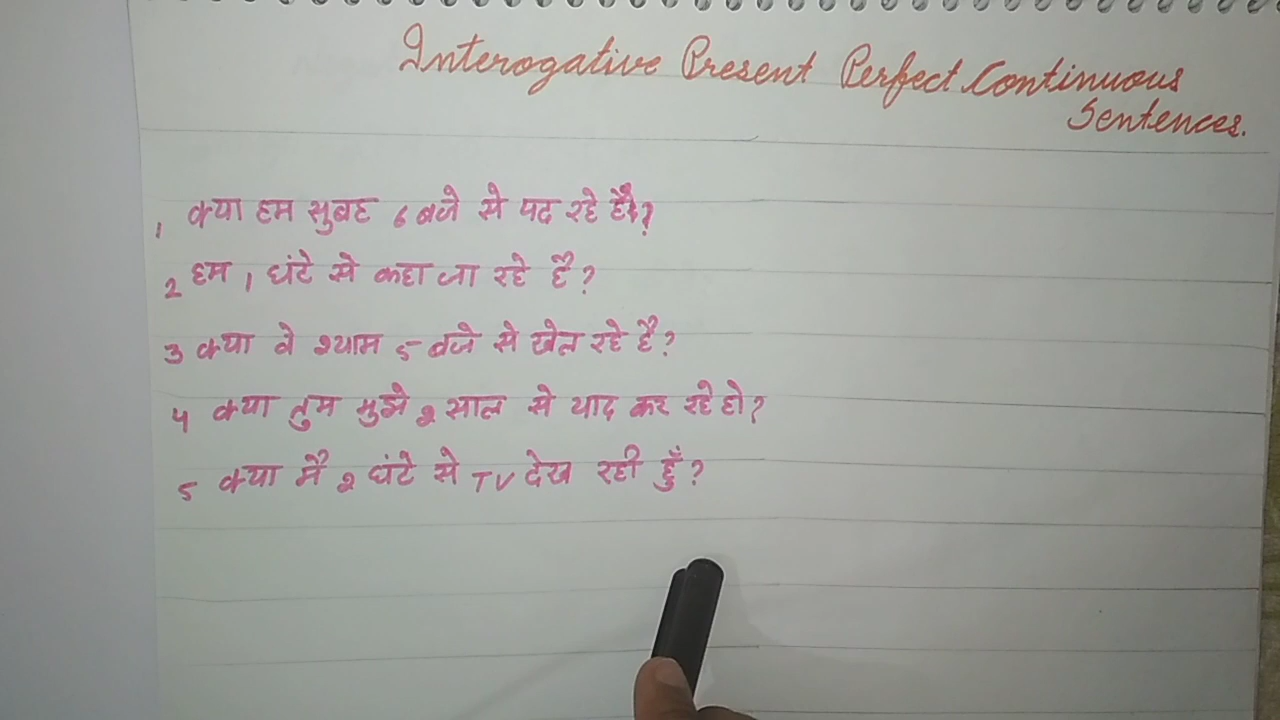 Interogative Present Perfect Continuous
Sentences.
1 क्या हम सुबह 6 बजे से पढ रहे हैं?
2 हम 1 घंटे से कहा जा रहे है?
3 क्या वे श्याम 5 बजे से खेल रहे है?
4 क्या तुम मुझे 2 साल से याद कर रहे हो?
5 क्या मै 2 घंटे से TV देख रही हुँ?